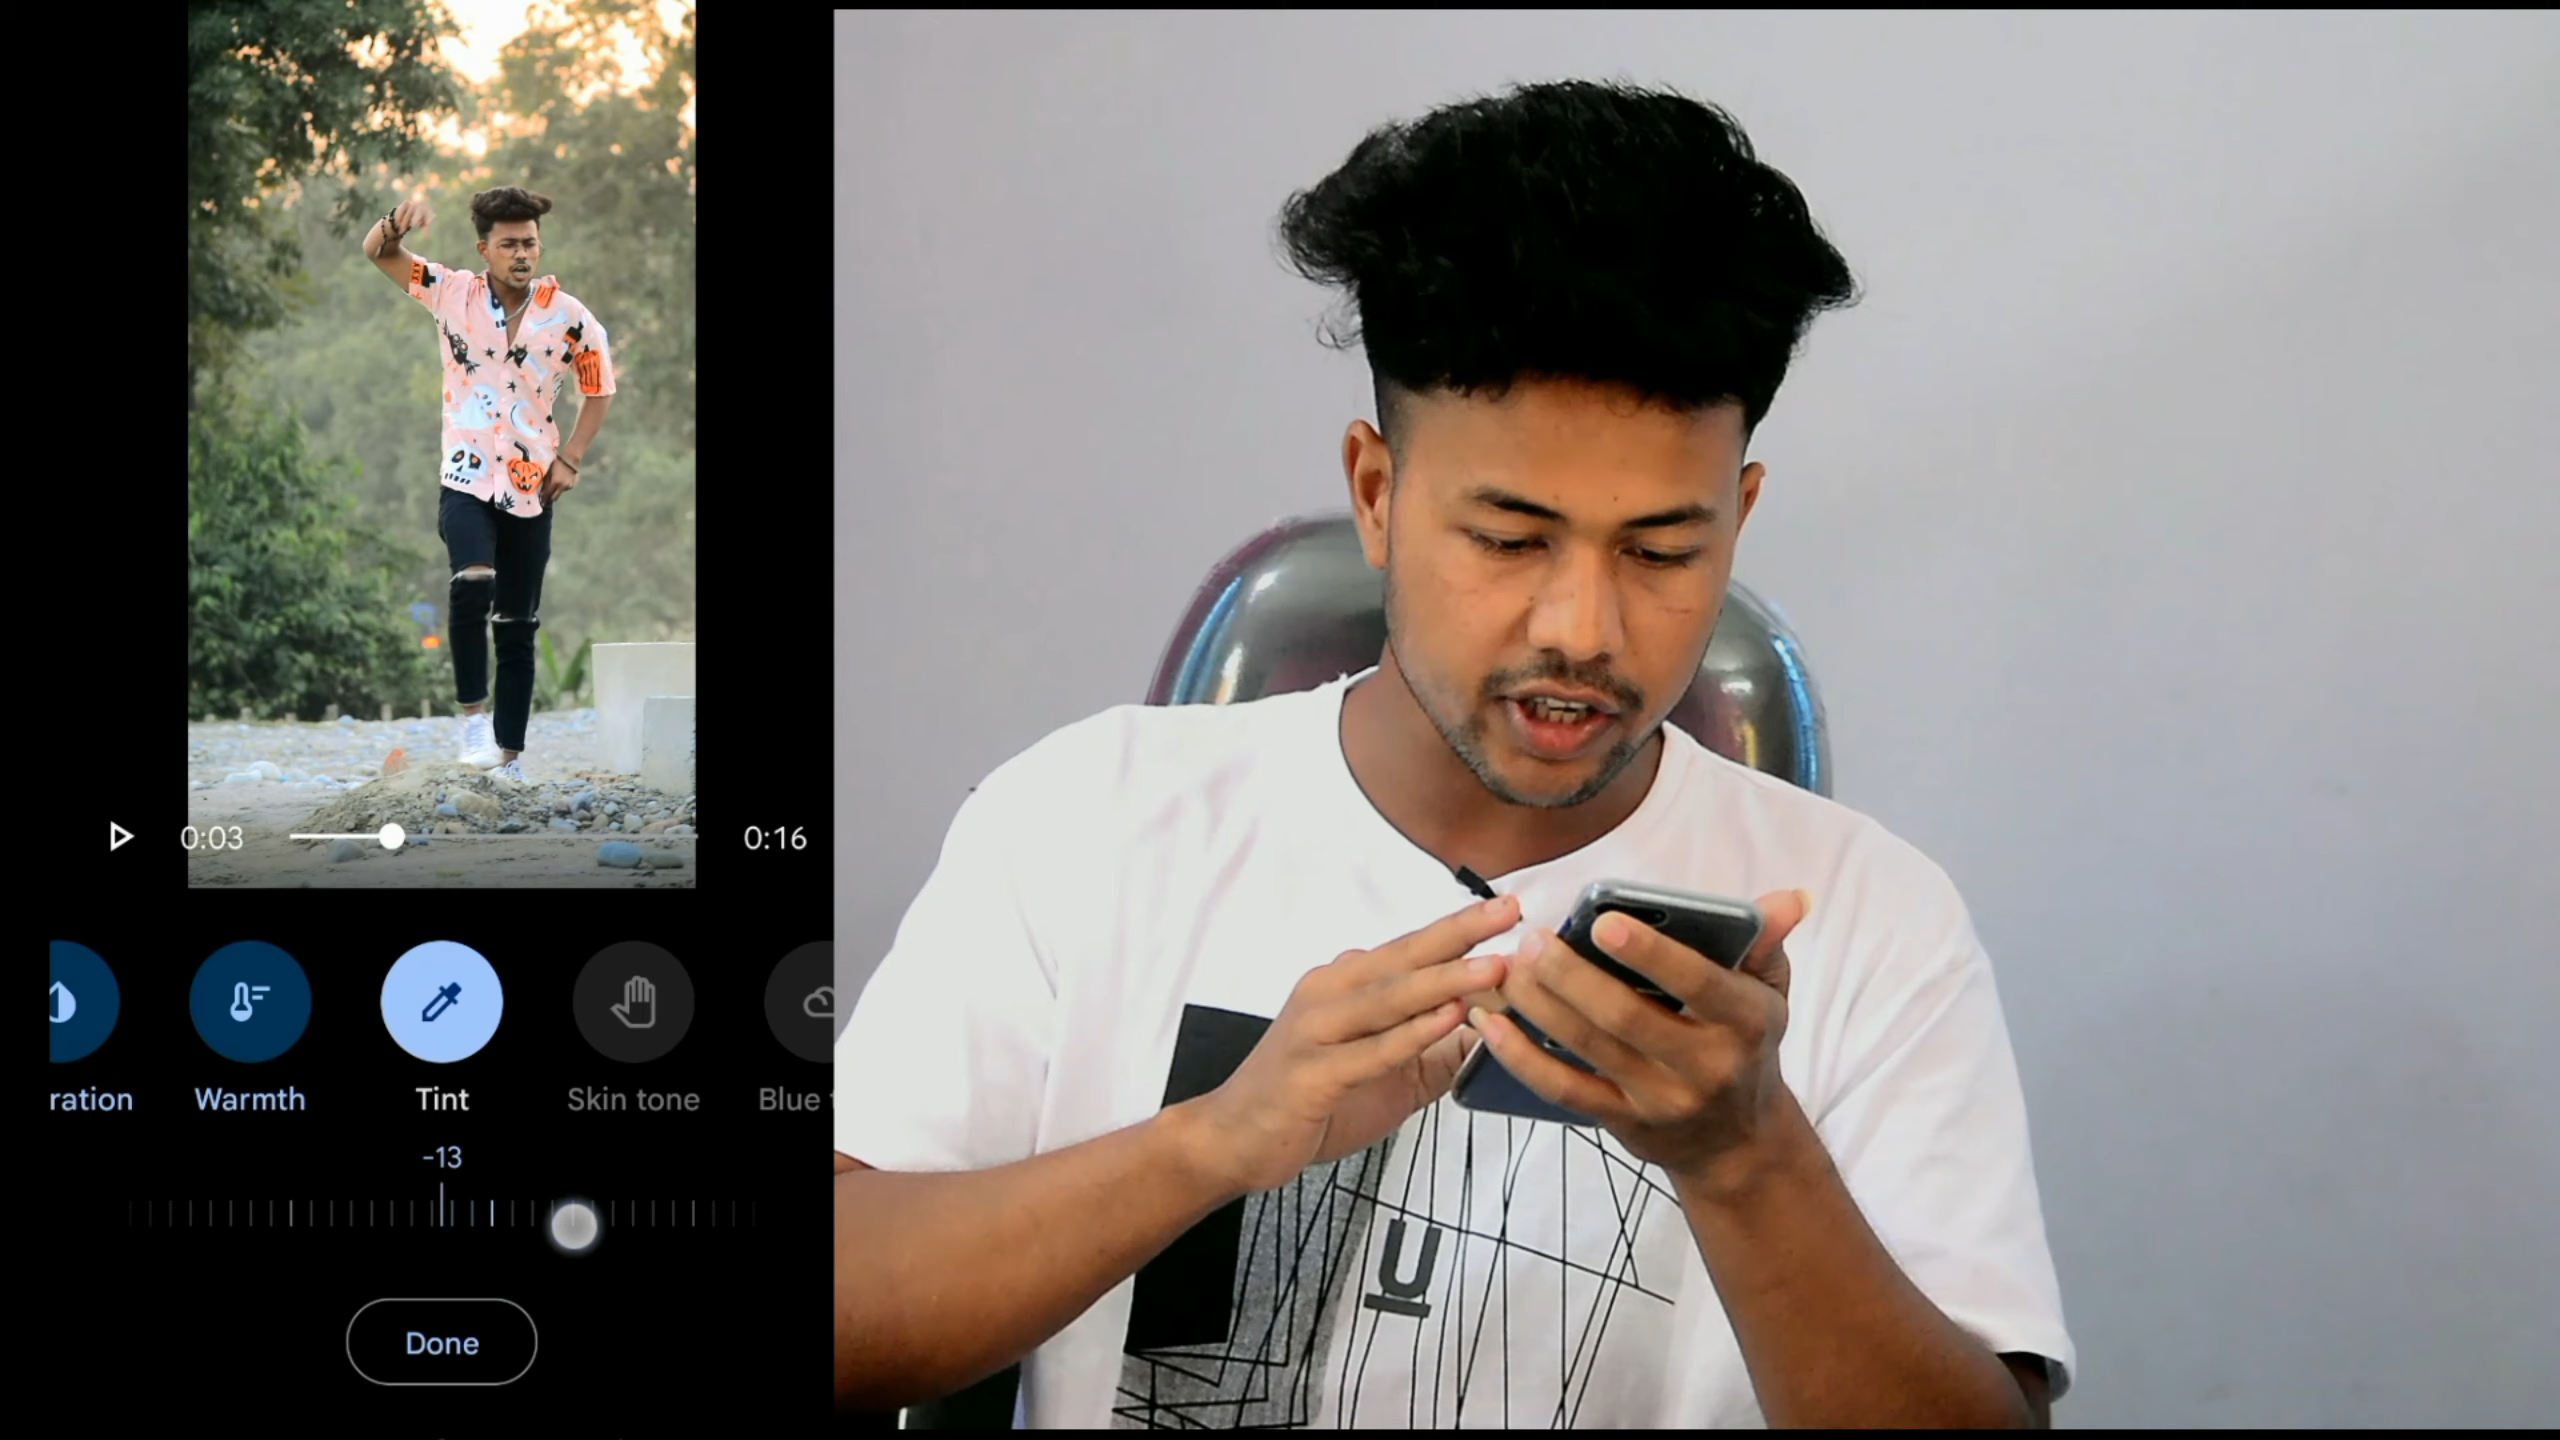 0:03
0:16
ration
Warmth
Tint
Skin tone
Blue
-13
Done
U